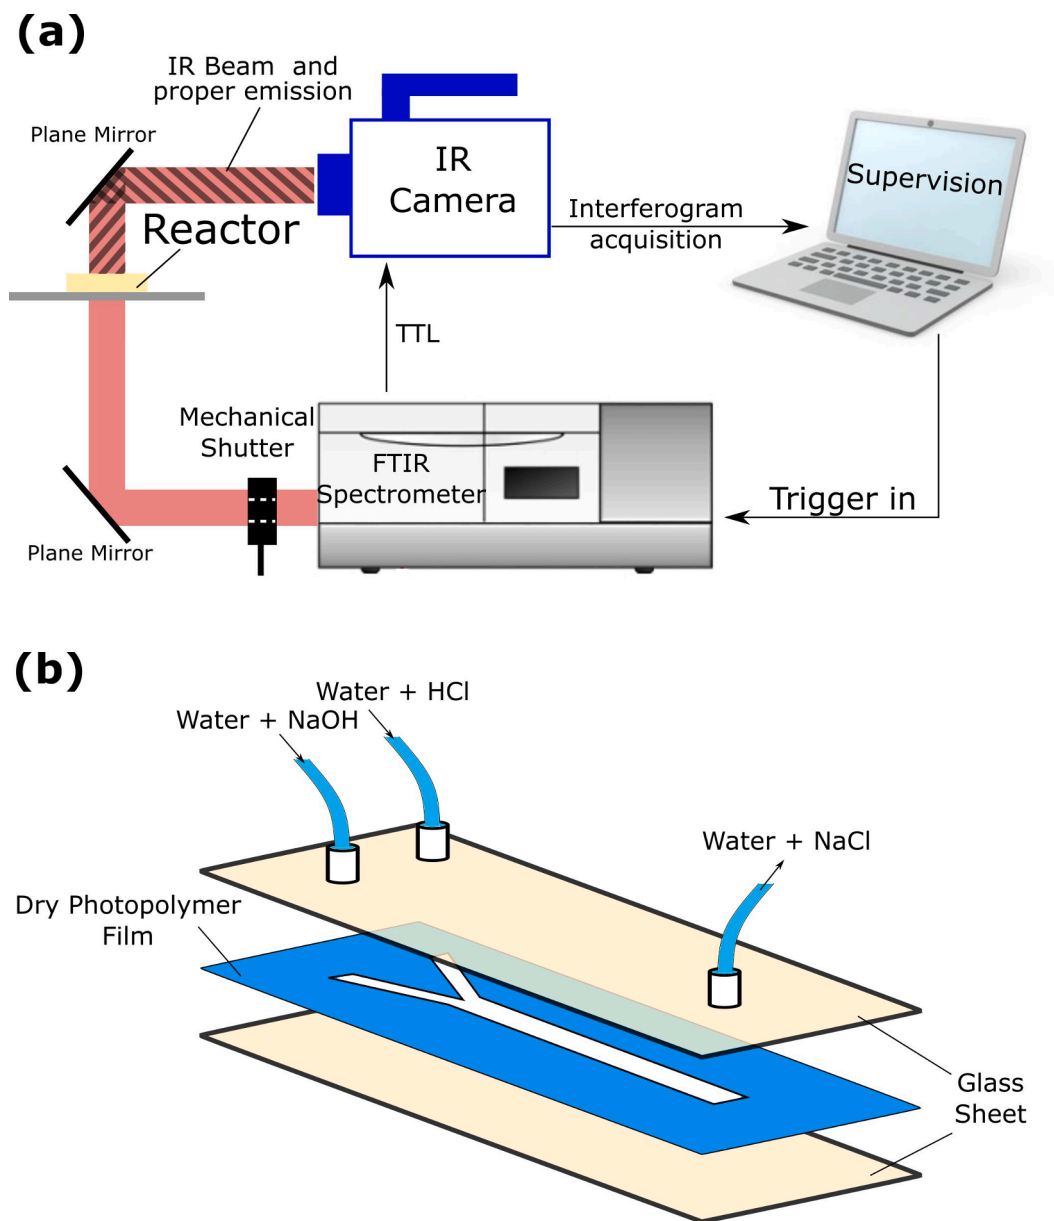 (a)
IR Beam and
proper emission
Plane Mirror
IR
Camera
Supervision
Reactor
Interferogram
acquisition
TTL
Mechanical
Shutter
FTIR
Spectrometer
Trigger in
Plane Mirror
(b)
Water + HCl
Water + NaOH
Water + NaCl
Dry Photopolymer
Film
Glass
Sheet